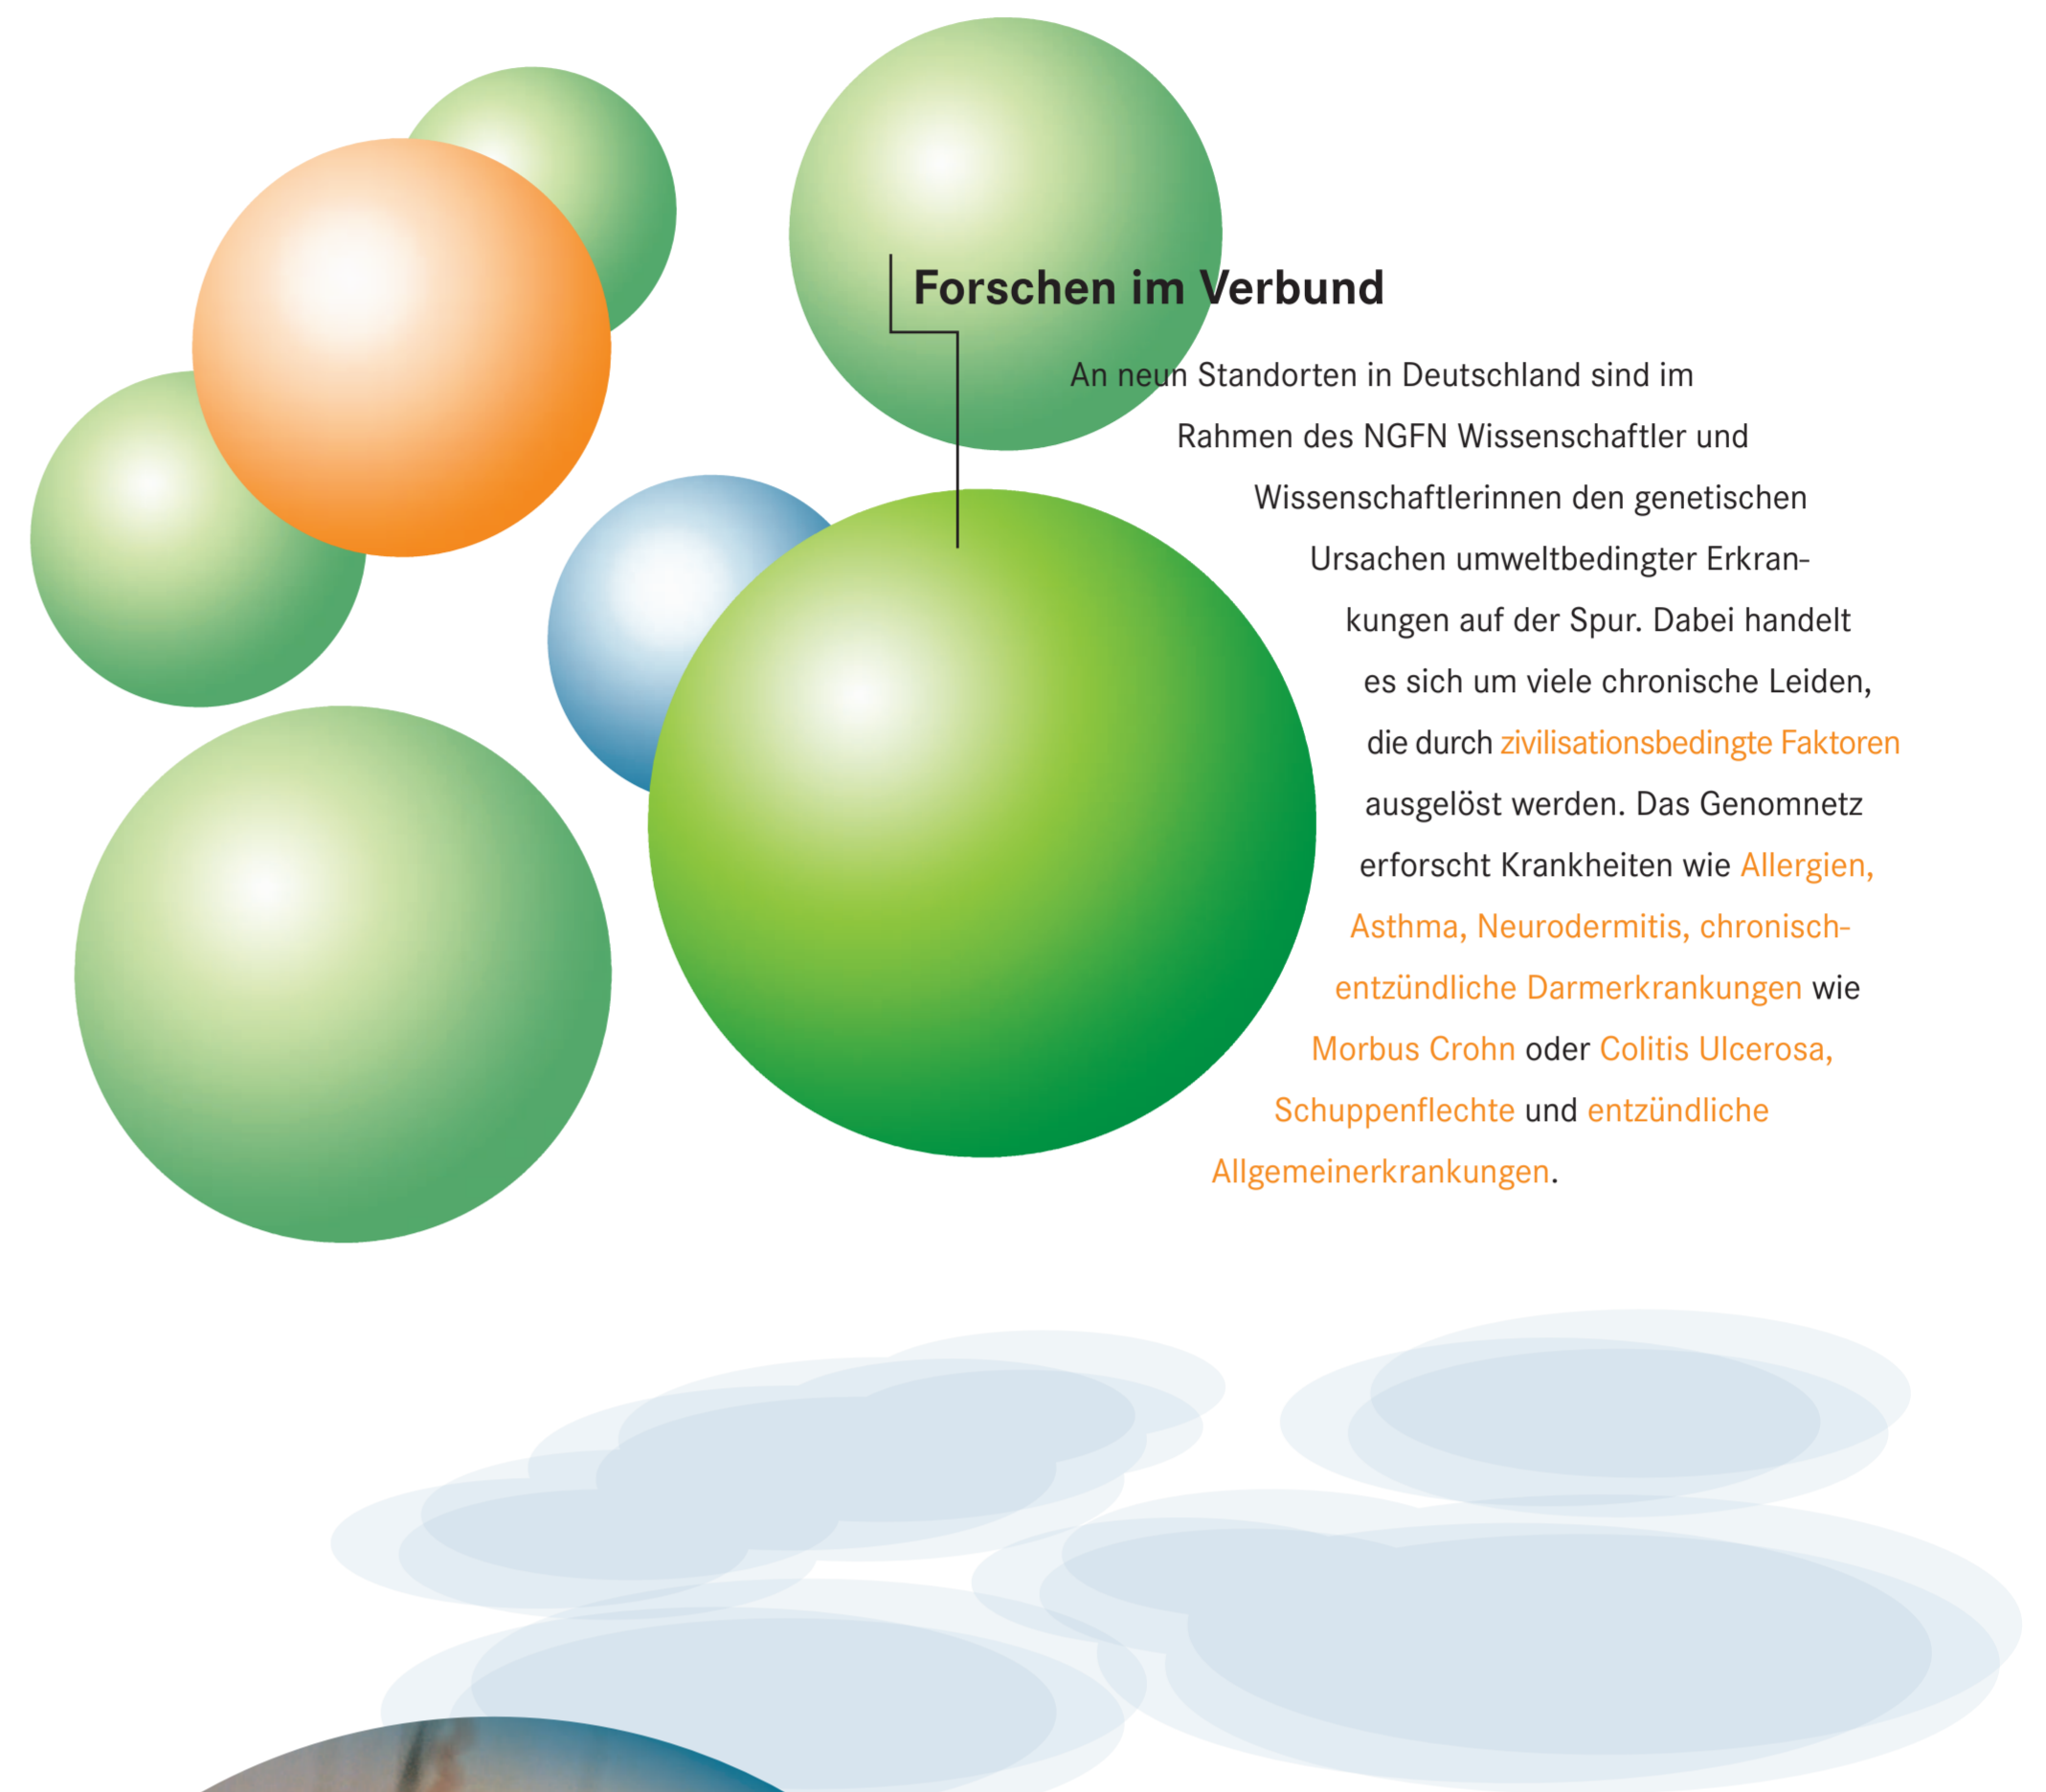 Forschen im Verbund
An neun Standorten in Deutschland sind im
Rahmen des NGFN Wissenschaftler und
Wissenschaftlerinnen den genetischen
Ursachen umweltbedingter Erkran-
kungen auf der Spur. Dabei handelt
es sich um viele chronische Leiden,
die durch zivilisationsbedingte Faktoren
ausgelöst werden. Das Genomnetz
erforscht Krankheiten wie Allergien,
Asthma, Neurodermitis, chronisch-
entzündliche Darmerkrankungen wie
Morbus Crohn oder Colitis Ulcerosa,
Schuppenflechte und entzündliche
Allgemeinerkrankungen.